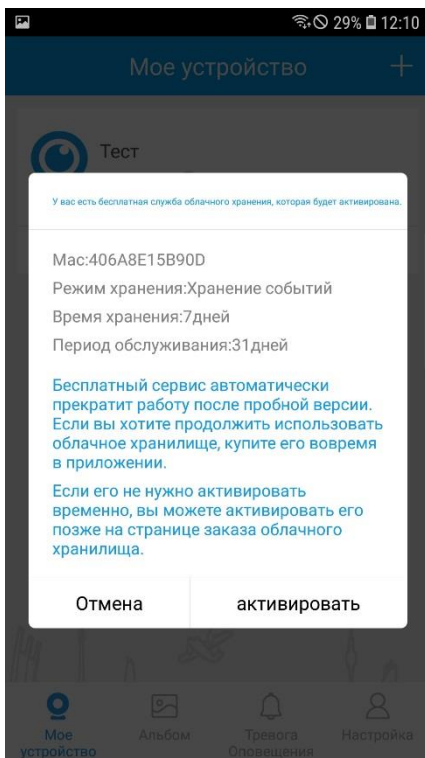 29% 12:10
Мое устройство
Тест
У вас есть бесплатная служба облачного хранения, которая будет активирована.
Mac:406A8E15B90D
Режим хранения:Хранение событий
Время хранения:7дней
Период обслуживания:31дней
Бесплатный сервис автоматически
прекратит работу после пробной версии.
Если вы хотите продолжить использовать
облачное хранилище, купите его вовремя
в приложении.
Если его не нужно активировать
временно, вы можете активировать его
позже на странице заказа облачного
хранилища.
Отмена активировать
Мое Альбом Тревога Настройка
устройство Оповещения